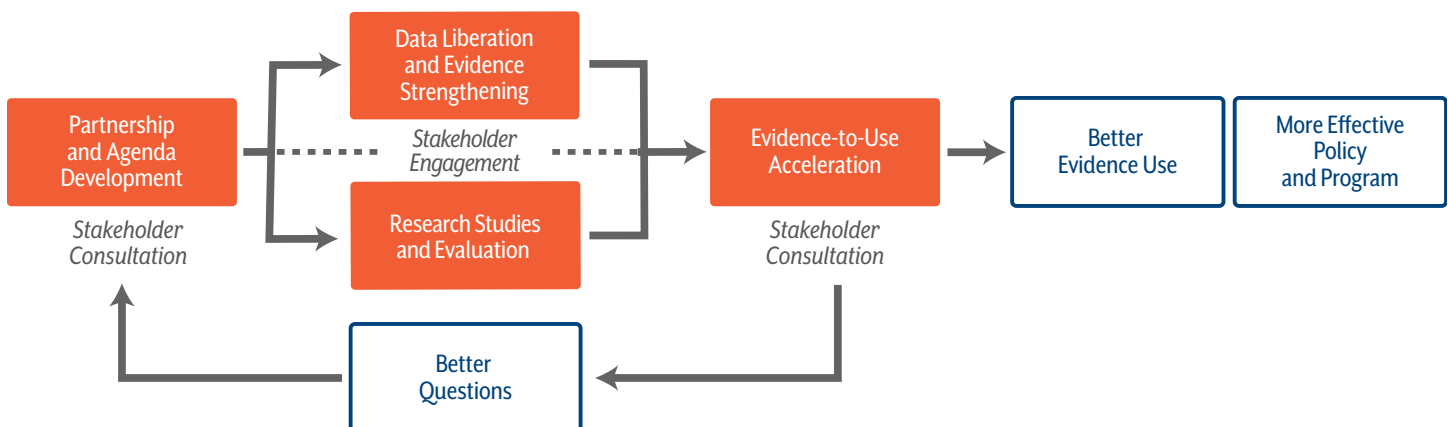 Partnership
and Agenda
Development
Stakeholder
Consultation
Data Liberation
and Evidence
Strengthening
Stakeholder
Engagement
Research Studies
and Evaluation
Evidence-to-Use
Acceleration
Stakeholder
Consultation
Better
Evidence Use
More Effective
Policy
and Program
Better
Questions